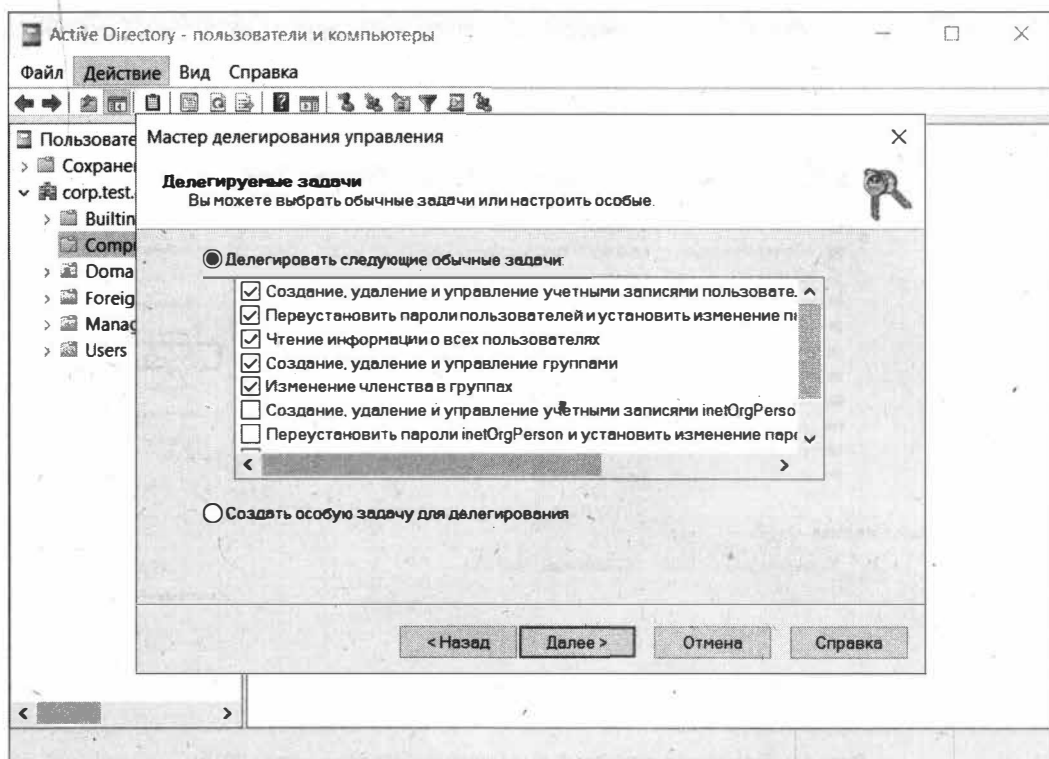 Active Directory - пользователи и компьютеры
Файл Действие Вид Справка
Пользовате
Сохране
corp.test.
Builtin
Comp
Doma
Foreig
Manag
Users
Мастер делегирования управления
Делегируемые задачи
Вы можете выбрать обычные задачи или настроить особые.
Делегировать следующие обычные задачи:
Создание, удаление и управление учетными записями пользовате.
Переустановить пароли пользователей и установить изменение п
Чтение информации о всех пользователях
Создание, удаление и управление группами
Изменение членства в группах
Создание, удаление и управление учетными записями inetOrgPerso
Переустановить пароли inetOrgPerson и установить изменение паро
Создать особую задачу для делегирования
< Назад Далее > Отмена Справка